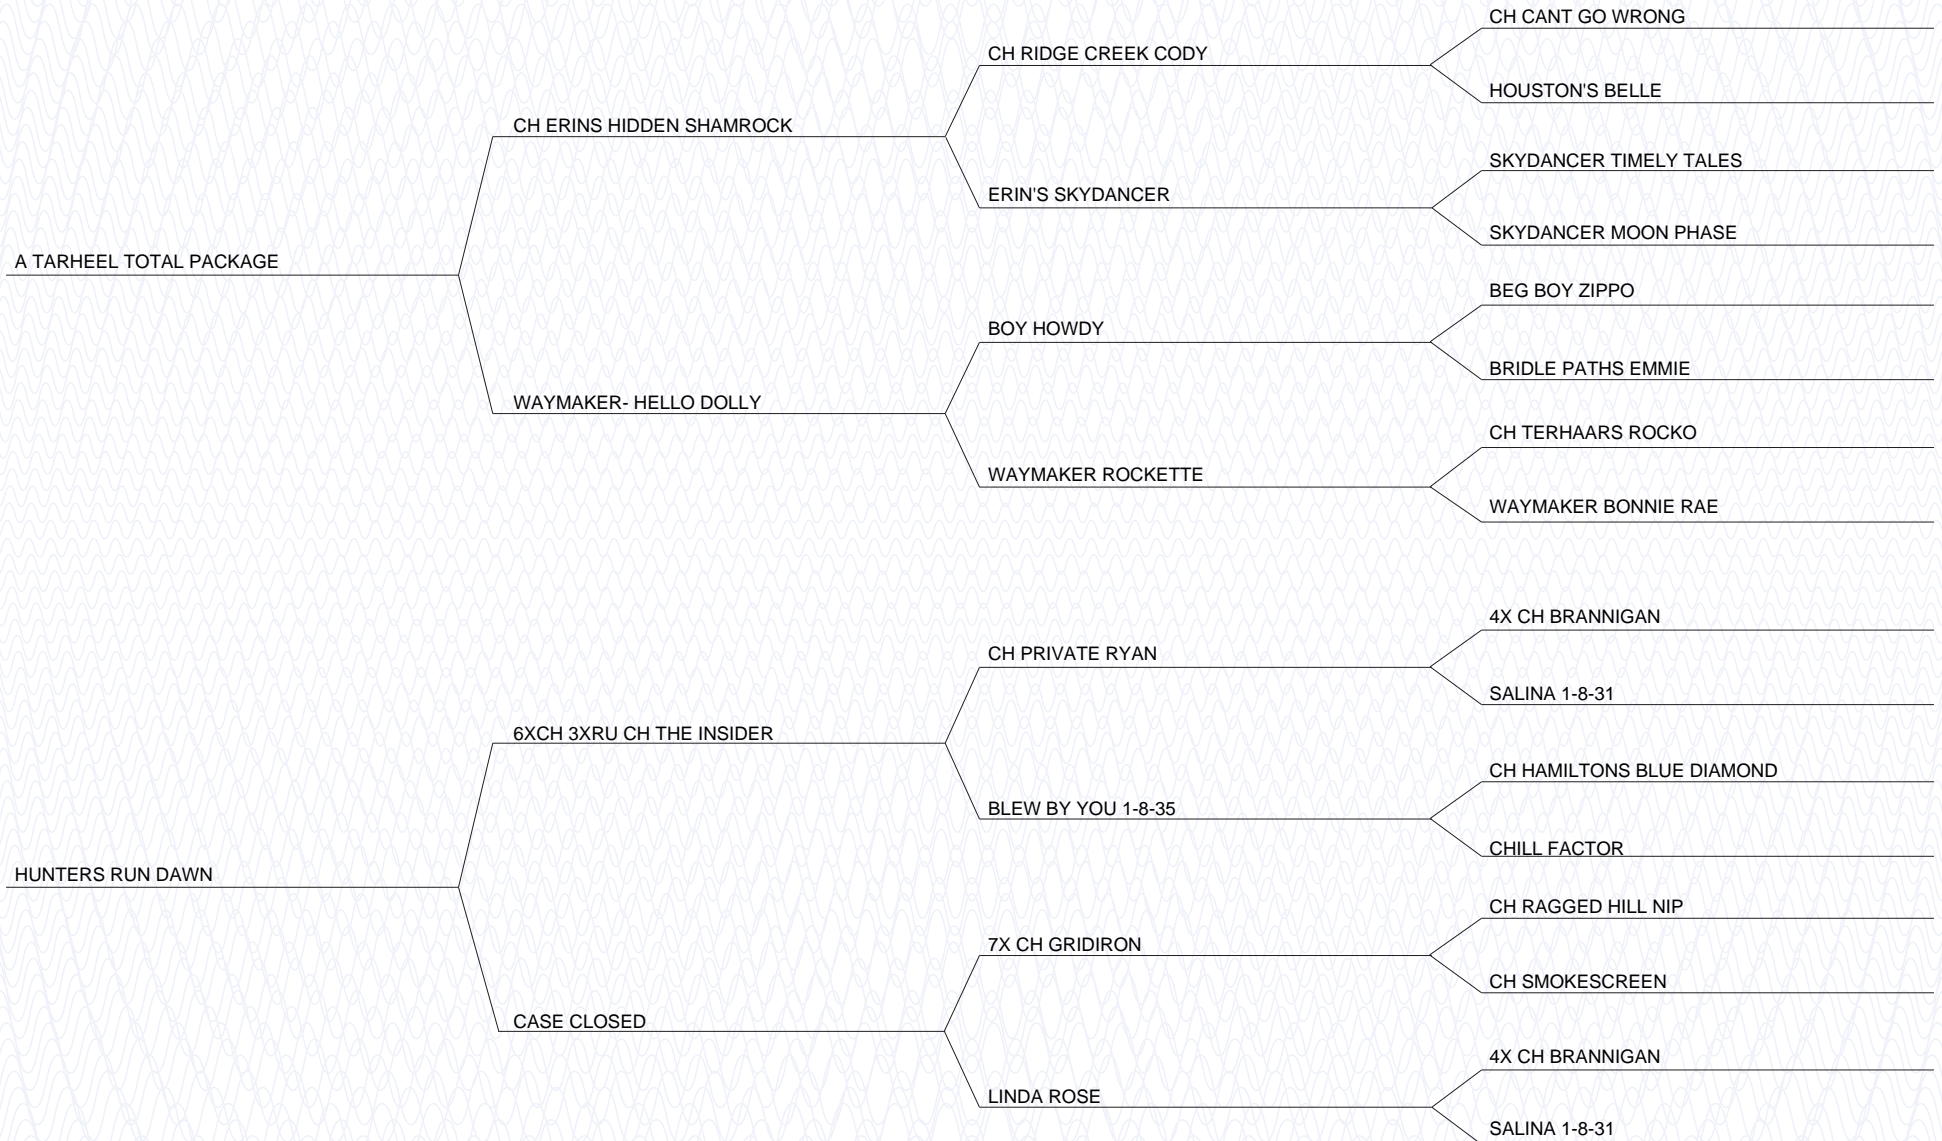 CH CANT GO WRONG
CH RIDGE CREEK CODY
HOUSTON'S BELLE
CH ERINS HIDDEN SHAMROCK
SKYDANCER TIMELY TALES
ERIN'S SKYDANCER
SKYDANCER MOON PHASE
A TARHEEL TOTAL PACKAGE
BEG BOY ZIPPO
BOY HOWDY
BRIDLE PATHS EMMIE
WAYMAKER- HELLO DOLLY
CH TERHAARS ROCKO
WAYMAKER ROCKETTE
WAYMAKER BONNIE RAE
4X CH BRANNIGAN
CH PRIVATE RYAN
SALINA 1-8-31
6XCH 3XRU CH THE INSIDER
CH HAMILTONS BLUE DIAMOND
BLEW BY YOU 1-8-35
CHILL FACTOR
HUNTERS RUN DAWN
CH RAGGED HILL NIP
7X CH GRIDIRON
CH SMOKESCREEN
CASE CLOSED
4X CH BRANNIGAN
LINDA ROSE
SALINA 1-8-31